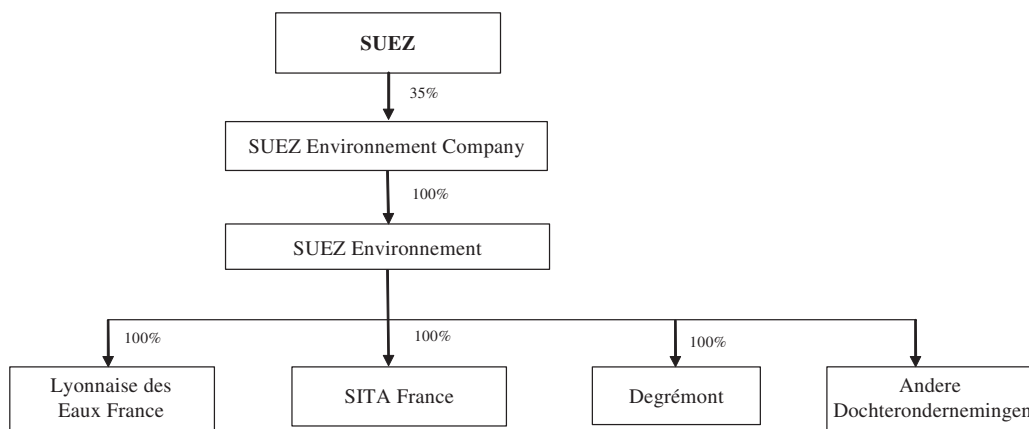 SUEZ
35%
SUEZ Environnement Company
100%
SUEZ Environnement
100%
100%
100%
Lyonnaise des
Eaux France
SITA France
Degrémont
Andere
Dochterondernemingen